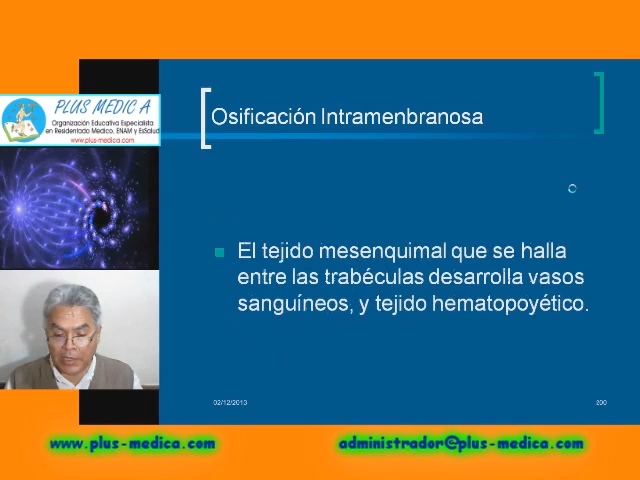 PLUS MEDIC A
Organización Educativa Especialista
en Residentado Medico, ENAM y EsSalud
www.plus-medica.com
Osificación Intramenbranosa
El tejido mesenquimal que se halla
entre las trabéculas desarrolla vasos
sanguíneos, y tejido hematopoyético.
02/12/2013
200
www.plus-medica.com
administrador@plus-medica.com